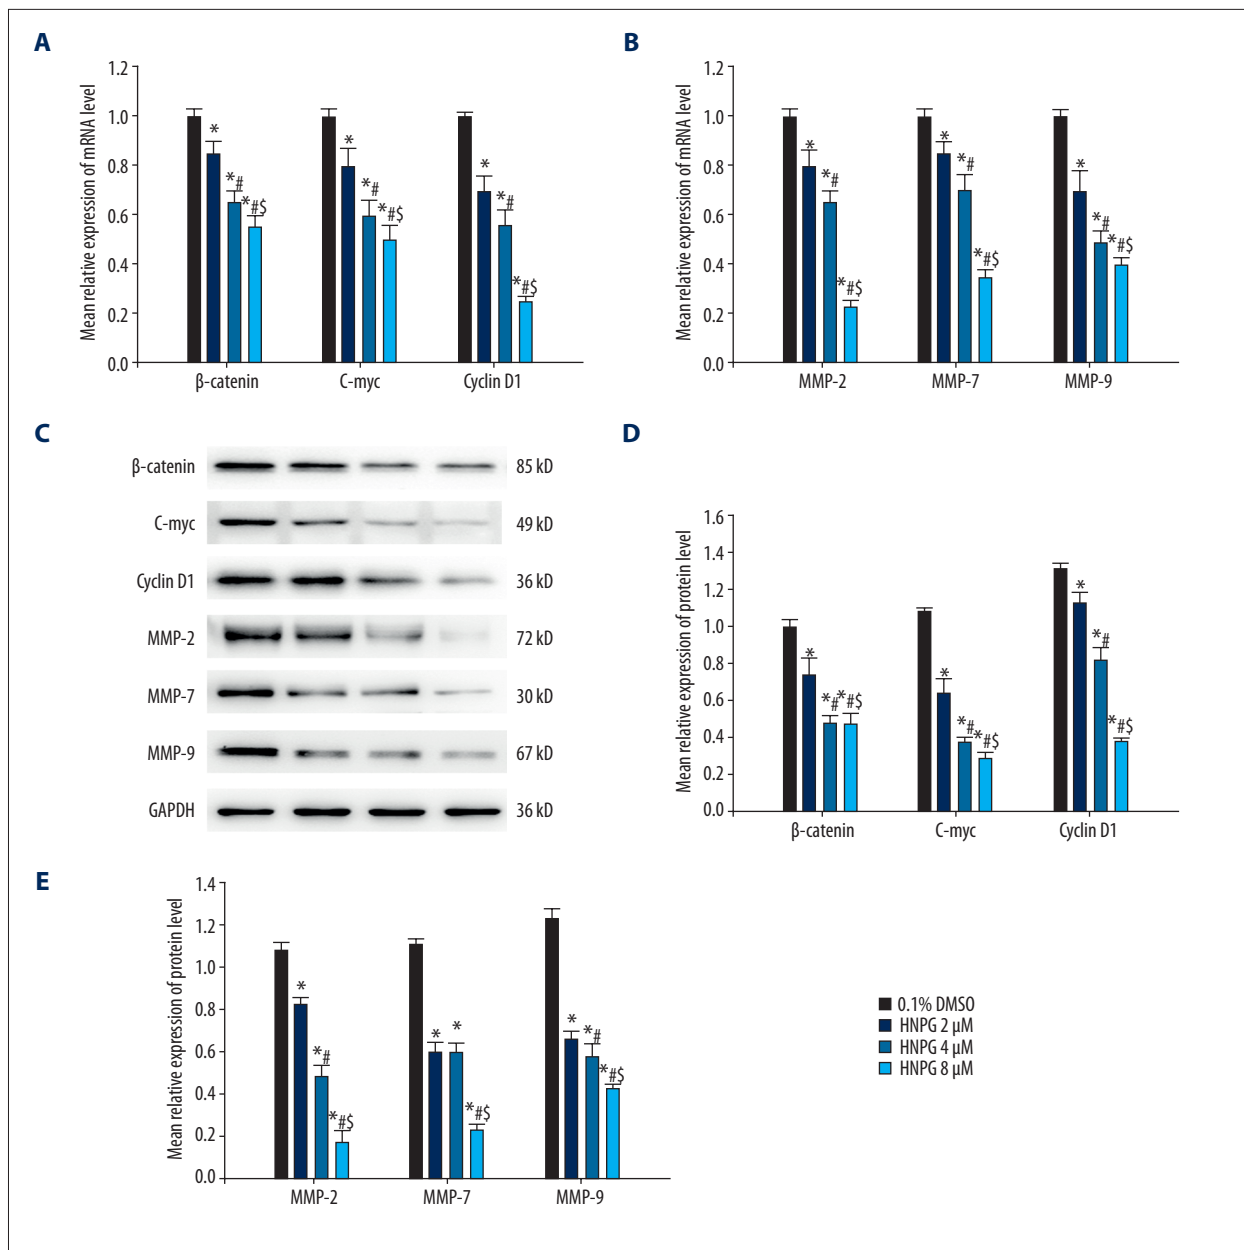 A
Mean relative expression of mRNA level
1.2
1.0
0.8
0.6
0.4
0.2
0.0
* *# *#$
* *# *#$
* *# *#$
β-catenin C-myc Cyclin D1
B
Mean relative expression of mRNA level
1.2
1.0
0.8
0.6
0.4
0.2
0.0
* *# *#$
* *# *#$
* *# *#$
MMP-2 MMP-7 MMP-9
C
β-catenin 85 kD
C-myc 49 kD
Cyclin D1 36 kD
MMP-2 72 kD
MMP-7 30 kD
MMP-9 67 kD
GAPDH 36 kD
D
Mean relative expression of protein level
1.6
1.4
1.2
1.0
0.8
0.6
0.4
0.2
0.0
* *# *#$
* *# *#$
* *# *#$
β-catenin C-myc Cyclin D1
E
Mean relative expression of protein level
1.4
1.2
1.0
0.8
0.6
0.4
0.2
0.0
* *# *#$
* * *#$
* *# *#$
MMP-2 MMP-7 MMP-9
0.1% DMSO
HNPG 2 µM
HNPG 4 µM
HNPG 8 µM